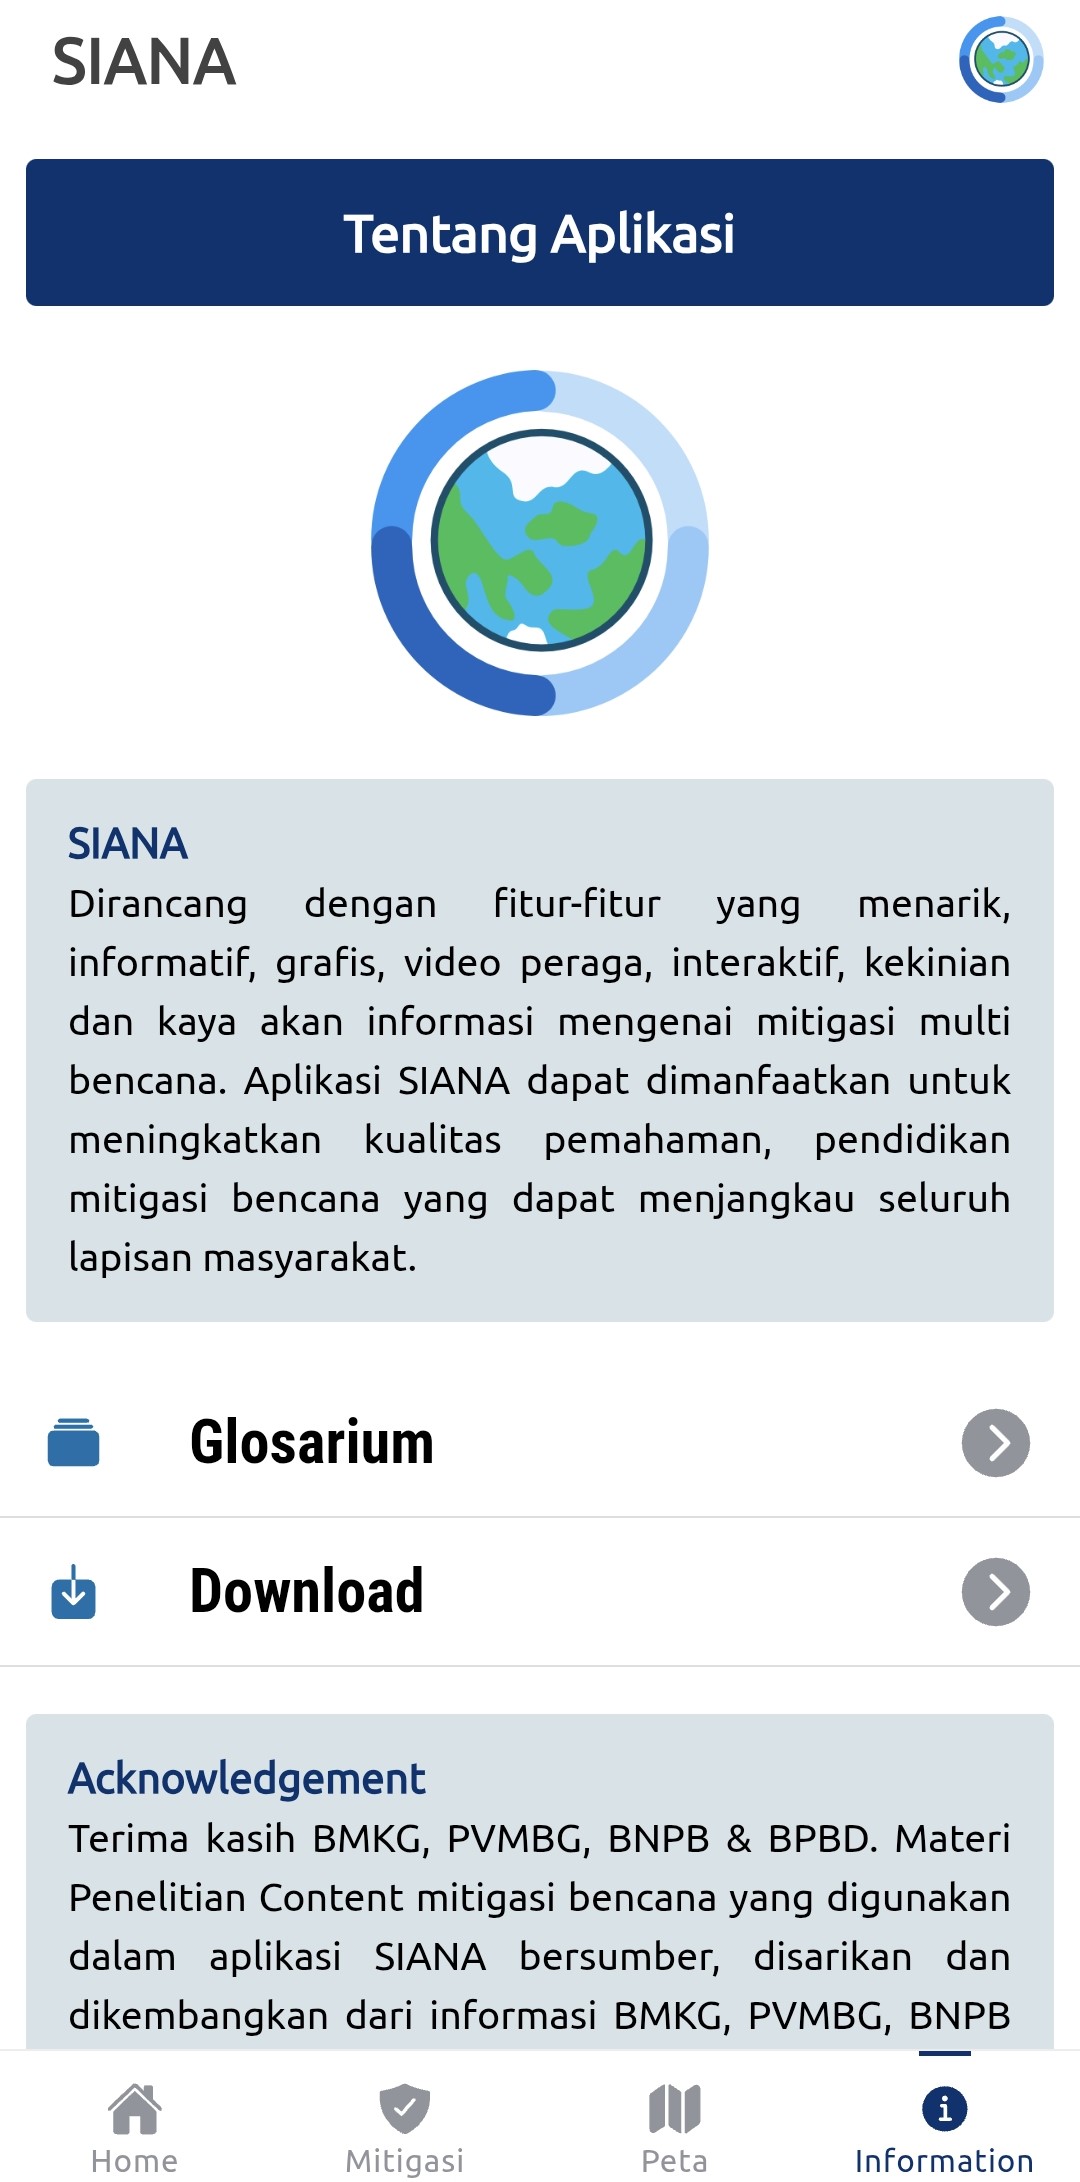 SIANA
Tentang Aplikasi
SIANA
Dirancang dengan fitur-fitur yang menarik,
informatif, grafis, video peraga, interaktif, kekinian
dan kaya akan informasi mengenai mitigasi multi
bencana. Aplikasi SIANA dapat dimanfaatkan untuk
meningkatkan kualitas pemahaman, pendidikan
mitigasi bencana yang dapat menjangkau seluruh
lapisan masyarakat.
Glosarium
Download
Acknowledgement
Terima kasih BMKG, PVMBG, BNPB & BPBD. Materi
Penelitian Content mitigasi bencana yang digunakan
dalam aplikasi SIANA bersumber, disarikan dan
dikembangkan dari informasi BMKG, PVMBG, BNPB
Home
Mitigasi
Peta
Information